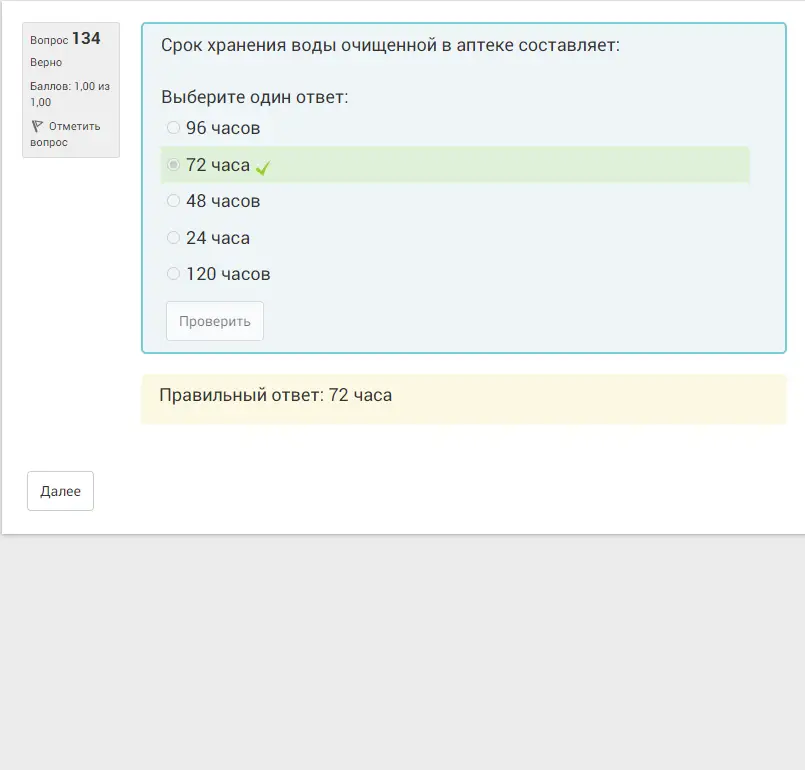 Вопрос 134
Верно
Баллов: 1,00 из
1,00
Отметить
вопрос
Срок хранения воды очищенной в аптеке составляет:
Выберите один ответ:
96 часов
72 часа
48 часов
24 часа
120 часов
Проверить
Правильный ответ: 72 часа
Далее